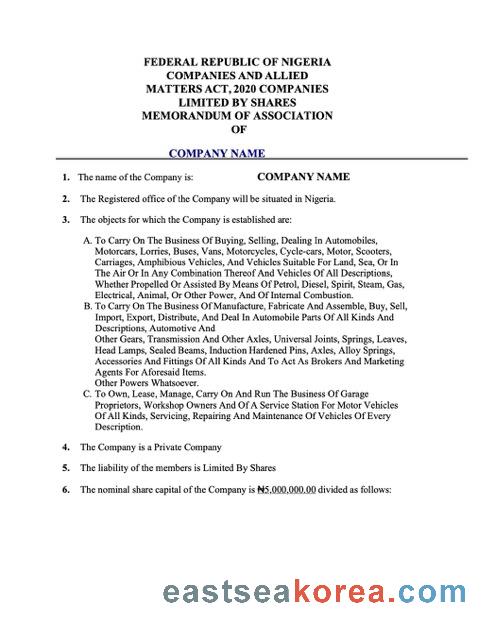 FEDERAL REPUBLIC OF NIGERIA
COMPANIES AND ALLIED
MATTERS ACT, 2020 COMPANIES
LIMITED BY SHARES
MEMORANDUM OF ASSOCIATION
OF
COMPANY NAME
1. The name of the Company is: COMPANY NAME
2. The Registered office of the Company will be situated in Nigeria.
3. The objects for which the Company is established are:
A. To Carry On The Business Of Buying, Selling, Dealing In Automobiles,
Motorcars, Lorries, Buses, Vans, Motorcycles, Cycle-cars, Motor, Scooters,
Carriages, Amphibious Vehicles, And Vehicles Suitable For Land, Sea, Or In
The Air Or In Any Combination Thereof And Vehicles Of All Descriptions,
Whether Propelled Or Assisted By Means Of Petrol, Diesel, Spirit, Steam, Gas,
Electrical, Animal, Or Other Power, And Of Internal Combustion.
B. To Carry On The Business Of Manufacture, Fabricate And Assemble, Buy, Sell,
Import, Export, Distribute, And Deal In Automobile Parts Of All Kinds And
Descriptions, Automotive And
Other Gears, Transmission And Other Axles, Universal Joints, Springs, Leaves,
Head Lamps, Sealed Beams, Induction Hardened Pins, Axles, Alloy Springs,
Accessories And Fittings Of All Kinds And To Act As Brokers And Marketing
Agents For Aforesaid Items.
Other Powers Whatsoever.
C. To Own, Lease, Manage, Carry On And Run The Business Of Garage
Proprietors, Workshop Owners And Of A Service Station For Motor Vehicles
Of All Kinds, Servicing, Repairing And Maintenance Of Vehicles Of Every
Description.
4. The Company is a Private Company
5. The liability of the members is Limited By Shares
6. The nominal share capital of the Company is ₦5,000,000.00 divided as follows:
eastseakorea.com